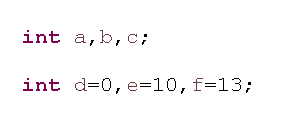 int a,b,c;
int d=0,e=10,f=13;